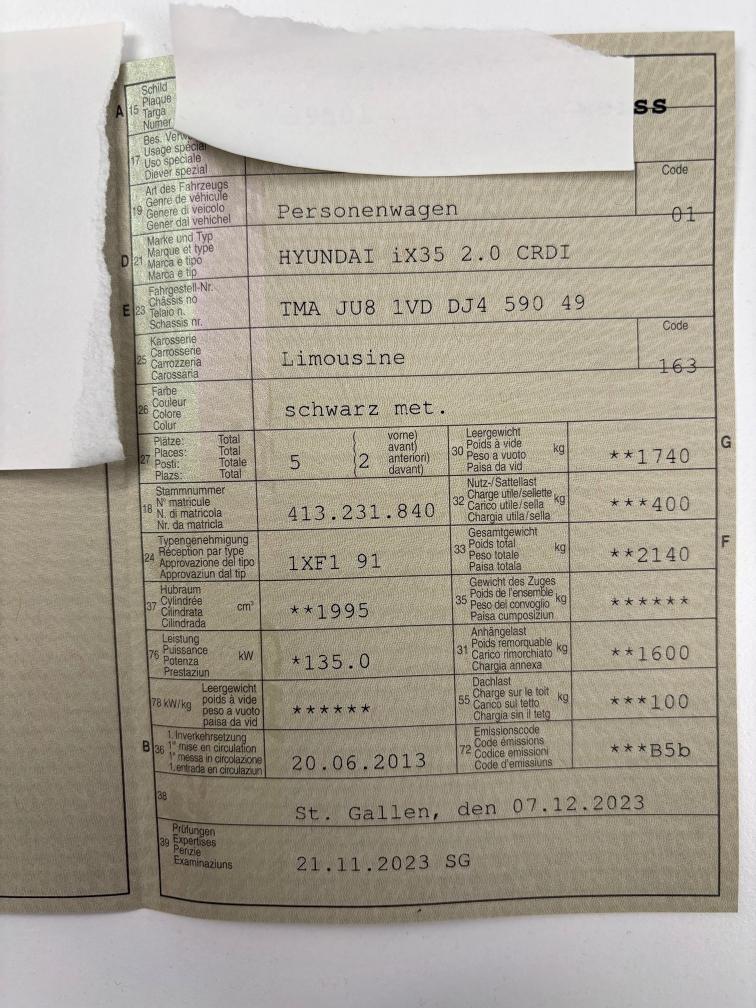 Schild
A 15 Plaque
Targa
Numer
ss
Bes.
17 Usage spécial
Uso speciale
Diever spezial
Code
Art des Fahrzeugs
19 Genre de véhicule
Genere di veicolo
Gener dal vehichel
Personenwagen 01
Marke und Typ
D 21 Marque et type
Marca e tipo
Marca e tip
HYUNDAI iX35 2.0 CRDI
Fahrgestell-Nr.
E 23 Châssis no
Telaio n.
Schassis nr.
TMA JU8 1VD DJ4 590 49
Karosserie
25 Carrosserie
Carrozzeria
Carossaria
Limousine
Code
163
Farbe
26 Couleur
Colore
Colur
schwarz met.
Plätze: Total
27 Places: Total
Posti: Totale
Plazs: Total
5 (2 vorne)
avant)
anteriori)
davant)
Leergewicht
30 Poids à vide kg
Peso a vuoto
Paisa da vid
**1740 G
Stammnummer
18 N° matricule
N. di matricola
Nr. da matricla
413.231.840
Nutz-/Sattellast
32 Charge utile/sellette kg
Carico utile/sella
Chargia utila/sella
***400
Typengenehmigung
24 Réception par type
Approvazione del tipo
Approvaziun dal tip
1XF1 91
Gesamtgewicht
33 Poids total kg
Peso totale
Paisa totala
**2140 F
Hubraum
37 Cylindrée cm³
Cilindrata
Cilindrada
**1995
Gewicht des Zuges
35 Poids de l'ensemble kg
Peso del convoglio
Paisa cumposiziun
******
Leistung
76 Puissance kW
Potenza
Prestaziun
*135.0
Anhängelast
31 Poids remorquable kg
Carico rimorchiato
Chargia annexa
**1600
Leergewicht
78 kW/kg poids à vide
peso a vuoto
paisa da vid
******
Dachlast
55 Charge sur le toit kg
Carico sul tetto
Chargia sin il tetg
***100
1. Inverkehrsetzung
B 36 1re mise en circulation
1a messa in circolazione
1. entrada en circulaziun
20.06.2013
Emissionscode
72 Code émissions
Codice emissioni
Code d'emissiuns
***B5b
38
St. Gallen, den 07.12.2023
Prüfungen
39 Expertises
Perizie
Examinaziuns
21.11.2023 SG